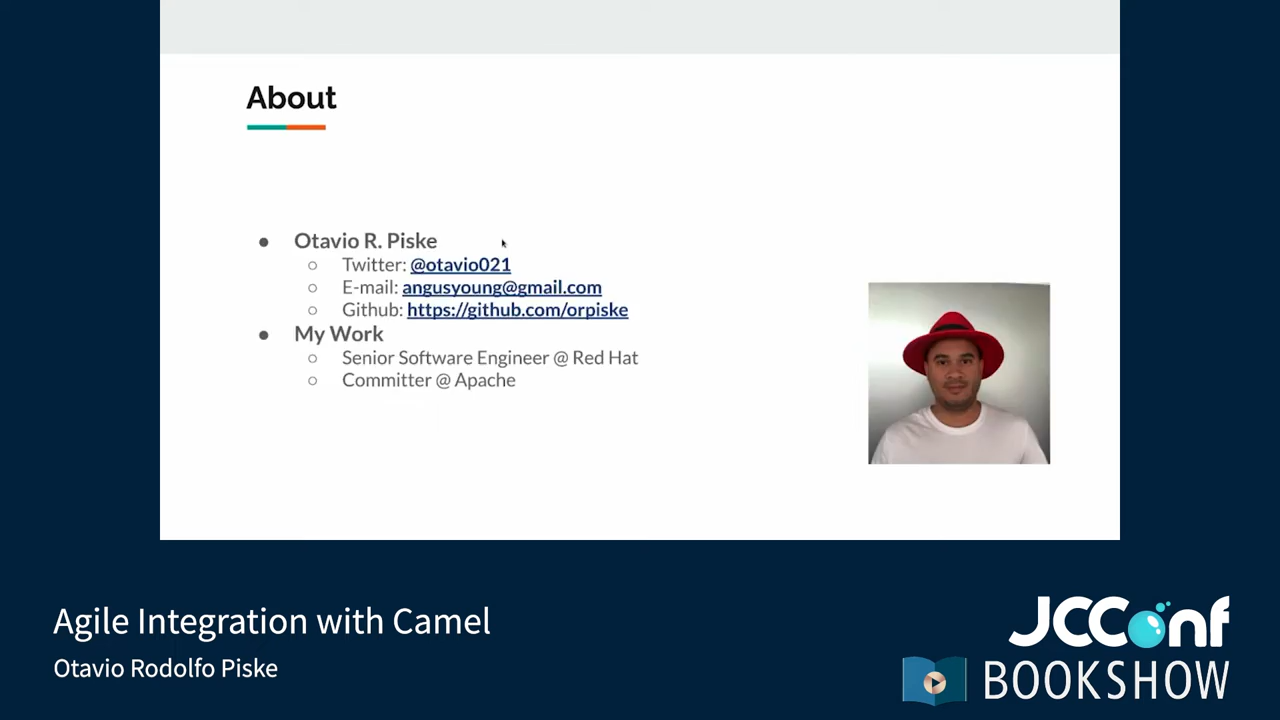 About
Otavio R. Piske
Twitter: @otavio021
E-mail: angusyoung@gmail.com
Github: https://github.com/orpiske
My Work
Senior Software Engineer @ Red Hat
Committer @ Apache
Agile Integration with Camel
Otavio Rodolfo Piske
JCConf
BOOKSHOW